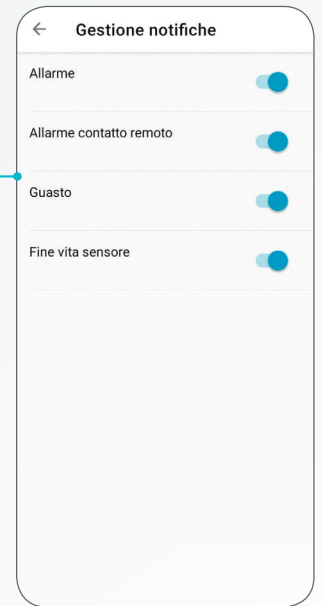 Gestione notifiche
Allarme
Allarme contatto remoto
Guasto
Fine vita sensore